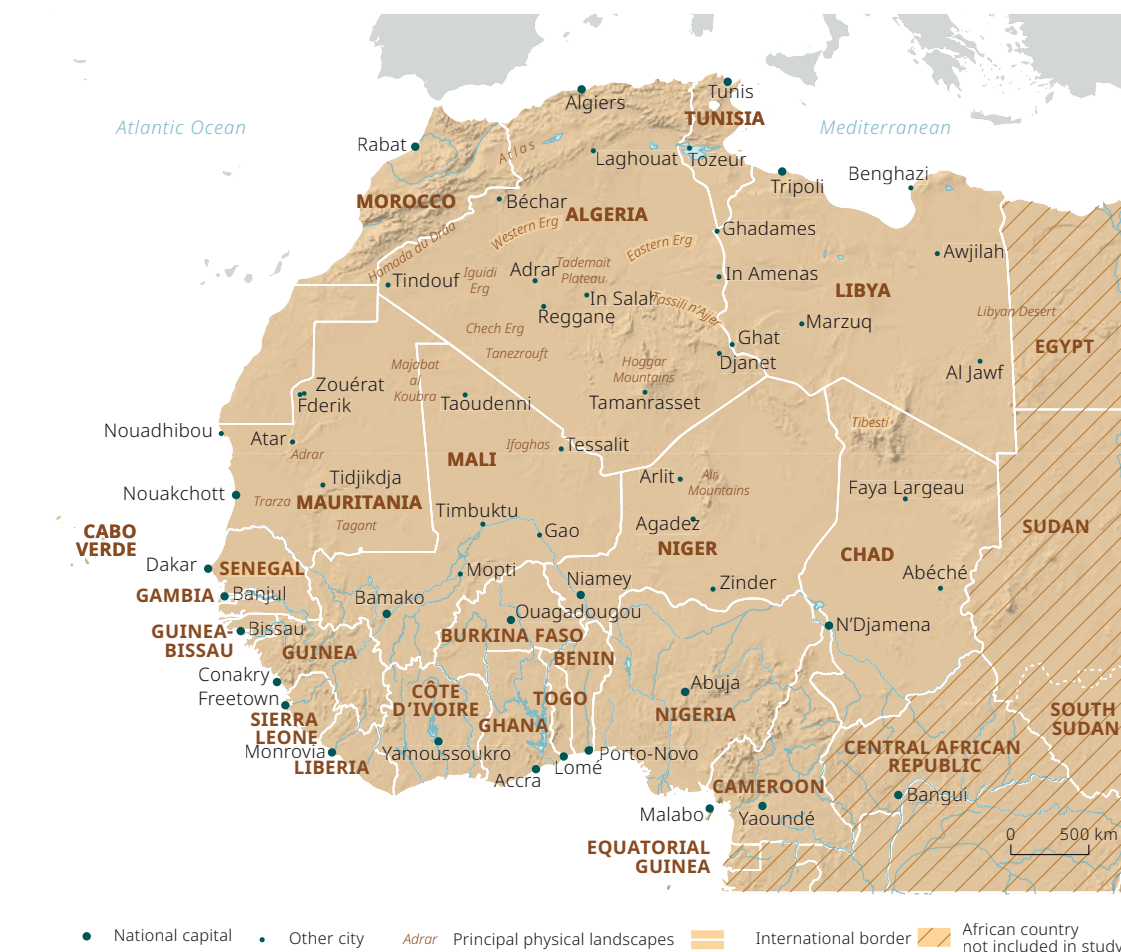 Atlantic Ocean
Mediterranean
Algiers
Tunis
TUNISIA
Rabat
Atlas
Laghouat
Tozeur
Tripoli
Benghazi
MOROCCO
Béchar
ALGERIA
Western Erg
Eastern Erg
Ghadames
Awjilah
Hamada du Drâa
Tindouf
Iguidi
Erg
Adrar
Tademaït
Plateau
In Amenas
LIBYA
In Salah
Reggane
Tassili n'Ajjer
Marzuq
Libyan Desert
Chech Erg
Tanezrouft
Ghat
Djanet
EGYPT
Majabat
al
Koubra
Hoggar
Mountains
Al Jawf
Zouérat
Fderik
Taoudenni
Tamanrasset
Nouadhibou
Atar
Adrar
MALI
Ifoghas
Tessalit
Tibesti
Tidjikdja
Nouakchott
Trarza
MAURITANIA
Tagant
Arlit
Aïr
Mountains
Faya Largeau
Timbuktu
Gao
Agadez
NIGER
CHAD
SUDAN
CABO
VERDE
Dakar
SENEGAL
Mopti
Niamey
Zinder
Abéché
GAMBIA
Banjul
Bamako
Ouagadougou
N'Djamena
GUINEA-
BISSAU
Bissau
GUINEA
BURKINA FASO
BENIN
Conakry
Freetown
SIERRA
LEONE
CÔTE
D'IVOIRE
GHANA
TOGO
Abuja
NIGERIA
SOUTH
SUDAN
Monrovia
LIBERIA
Yamoussoukro
Accra
Lomé
Porto-Novo
CENTRAL AFRICAN
REPUBLIC
CAMEROON
Bangui
Malabo
Yaoundé
EQUATORIAL
GUINEA
0 500 km
National capital
Other city
Adrar Principal physical landscapes
International border
African country
not included in study